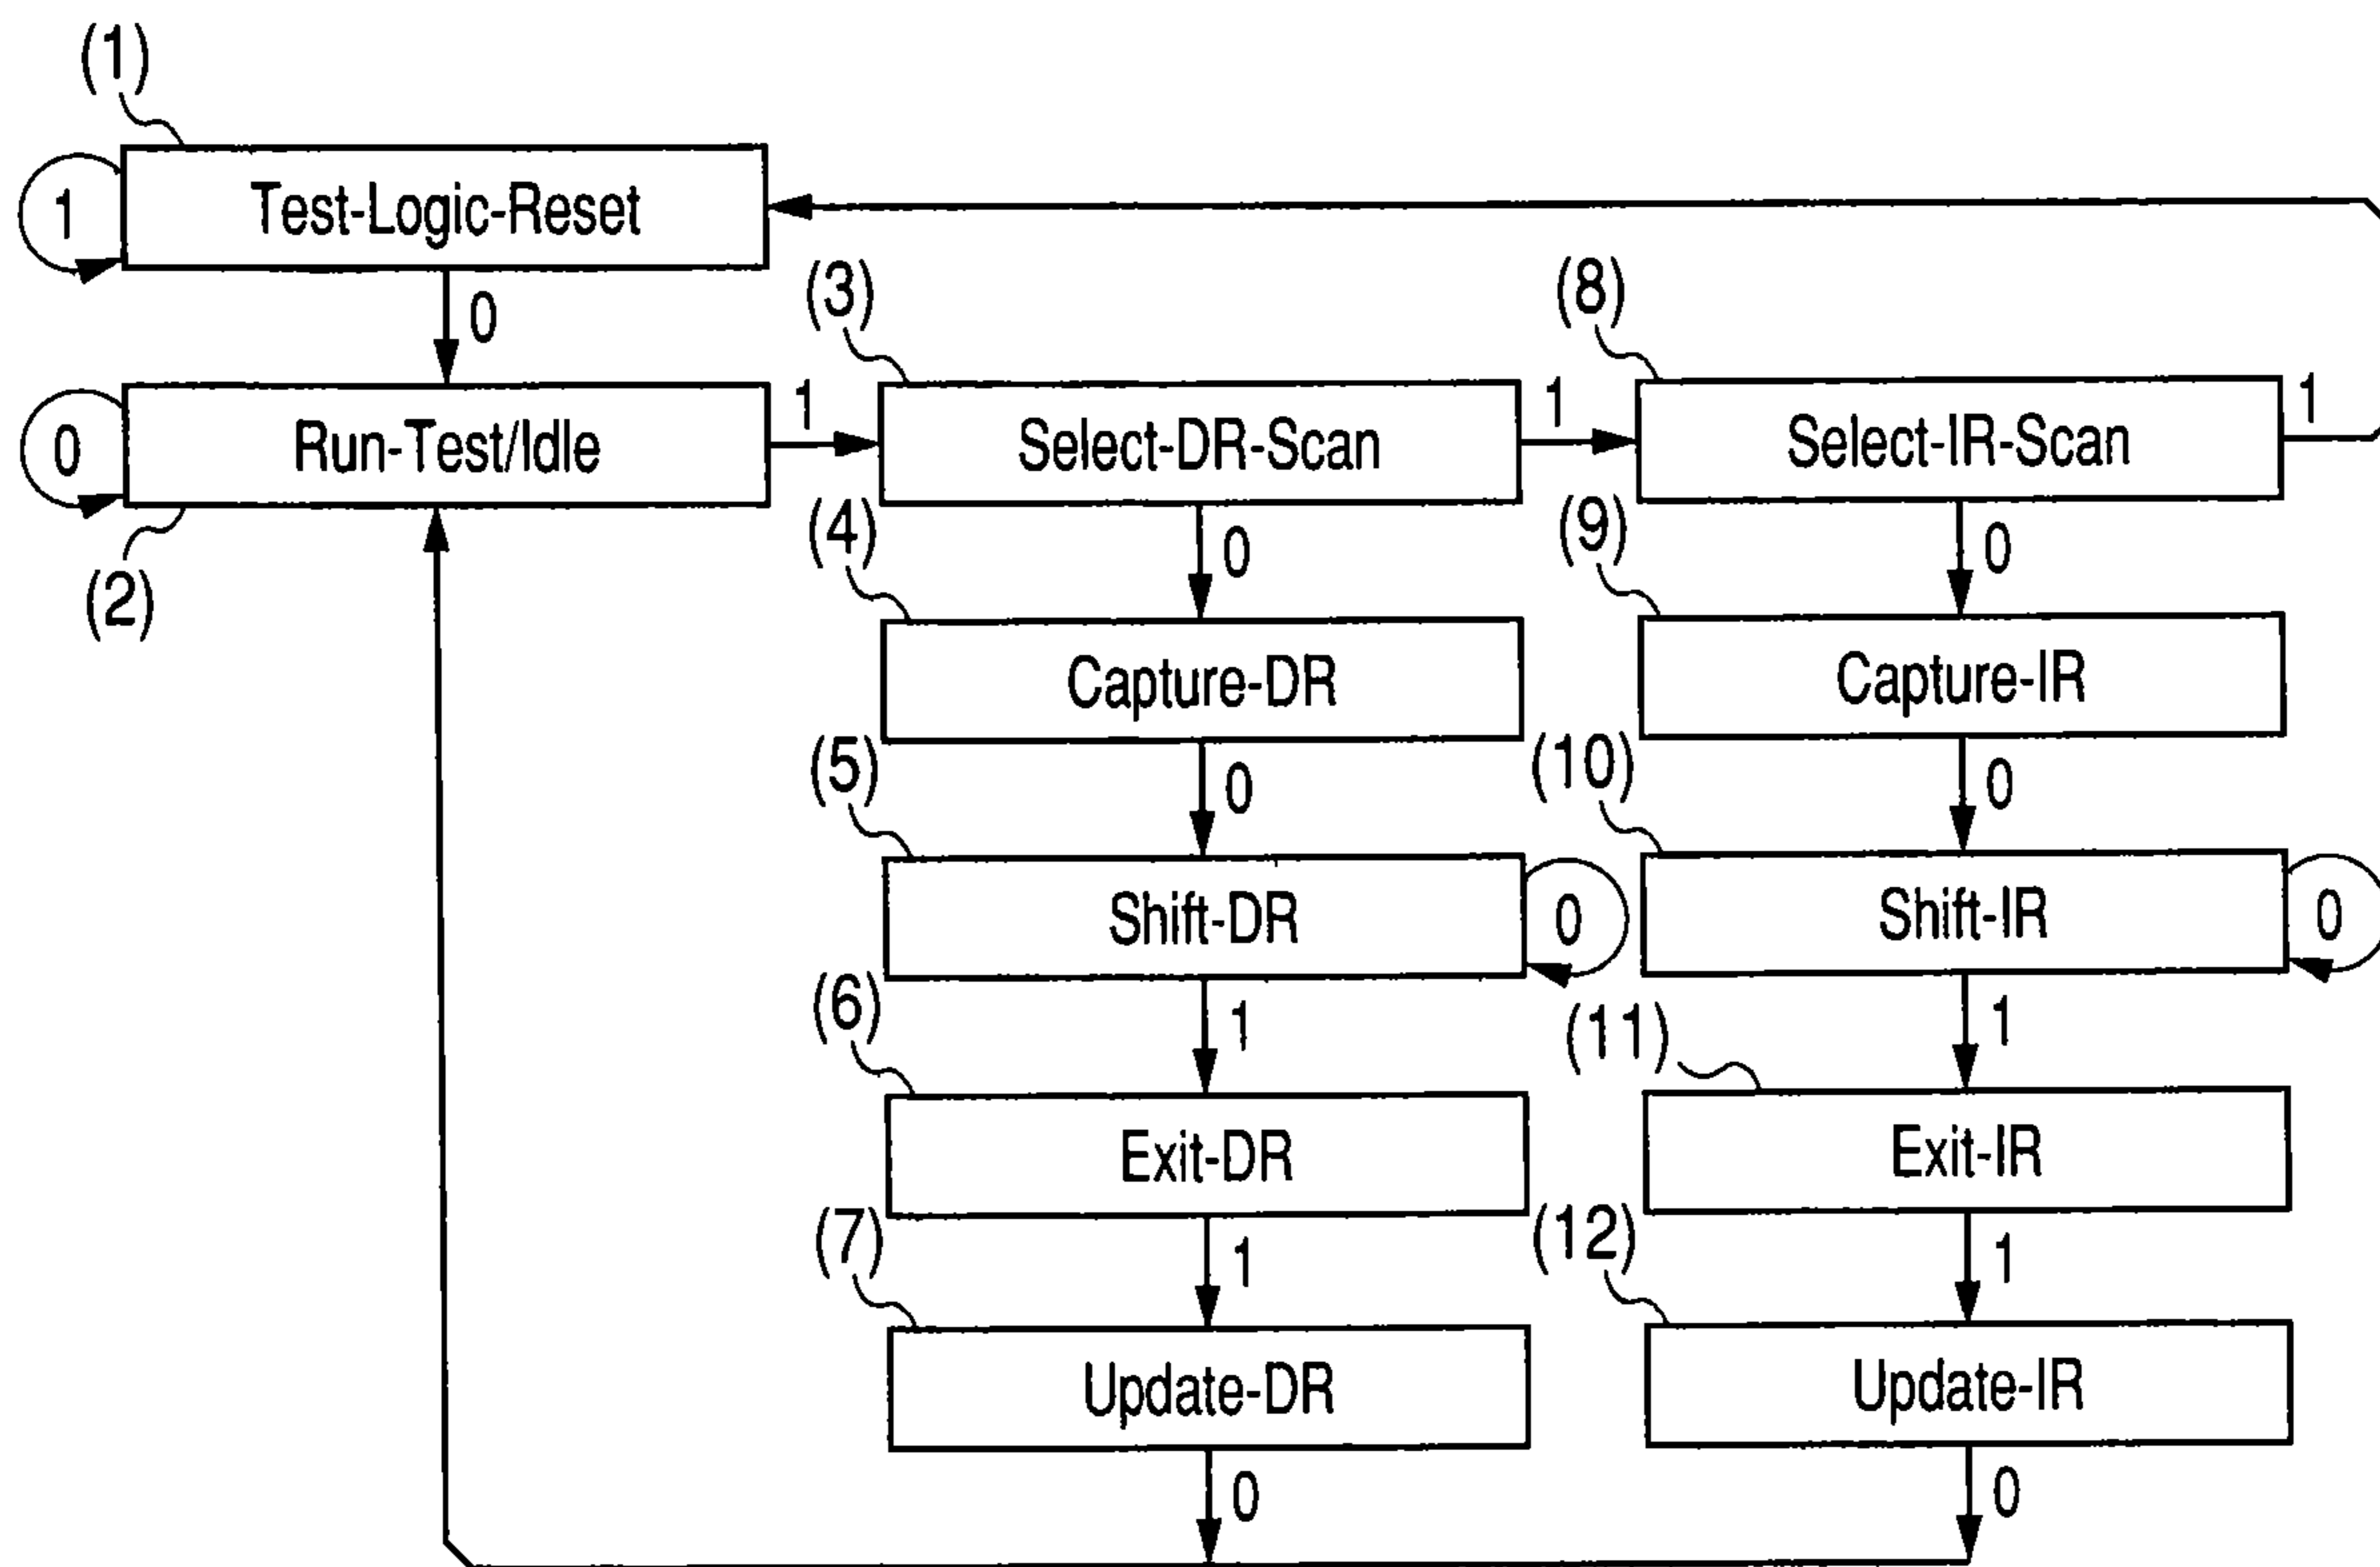 (1)
1
Test-Logic-Reset
0
(3)
(8)
0
Run-Test/Idle
1
Select-DR-Scan
1
Select-IR-Scan
1
(2)
(4)
0
(9)
0
Capture-DR
Capture-IR
(5)
0
(10)
0
Shift-DR
0
Shift-IR
0
(6)
1
(11)
1
Exit-DR
Exit-IR
(7)
1
(12)
1
Update-DR
Update-IR
0
0